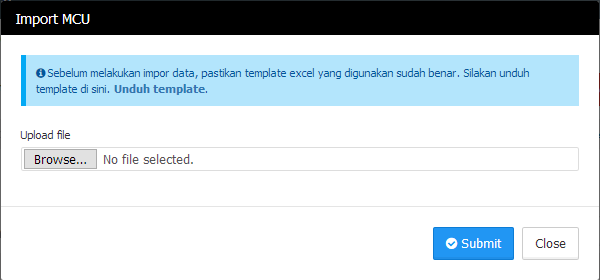 Import MCU
Sebelum melakukan impor data, pastikan template excel yang digunakan sudah benar. Silakan unduh
template di sini. Unduh template.
Upload file
Browse... No file selected.
Submit Close